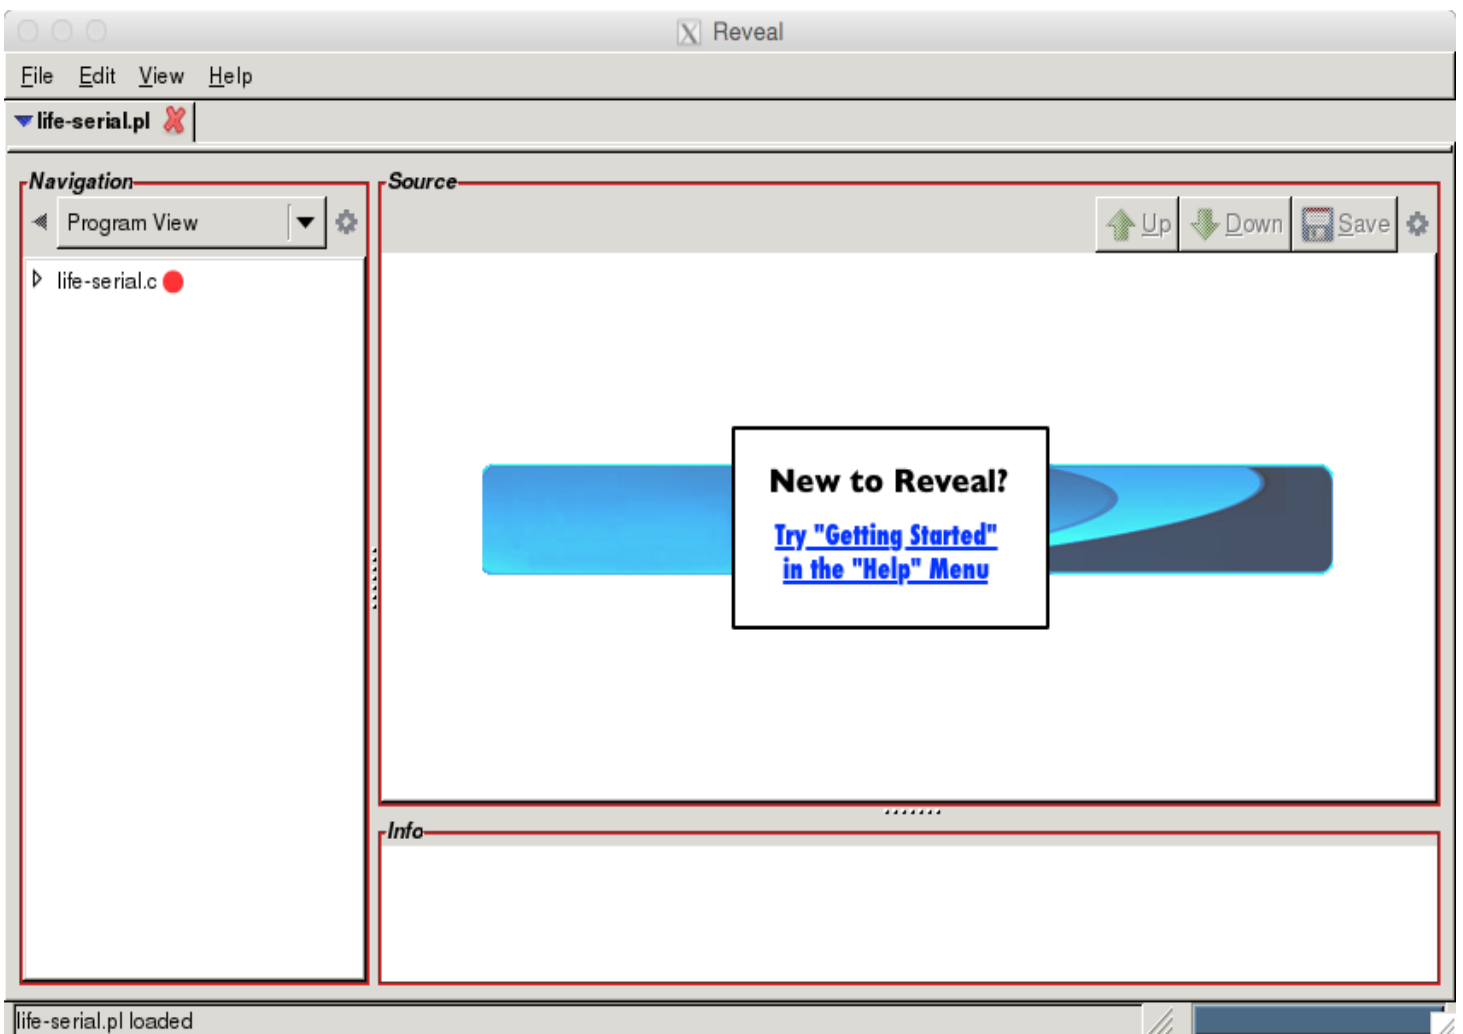 Reveal
File Edit View Help
life-serial.pl
Navigation
Program View
life-serial.c
Source
Up Down Save
New to Reveal?
Try "Getting Started"
in the "Help" Menu
Info
life-serial.pl loaded